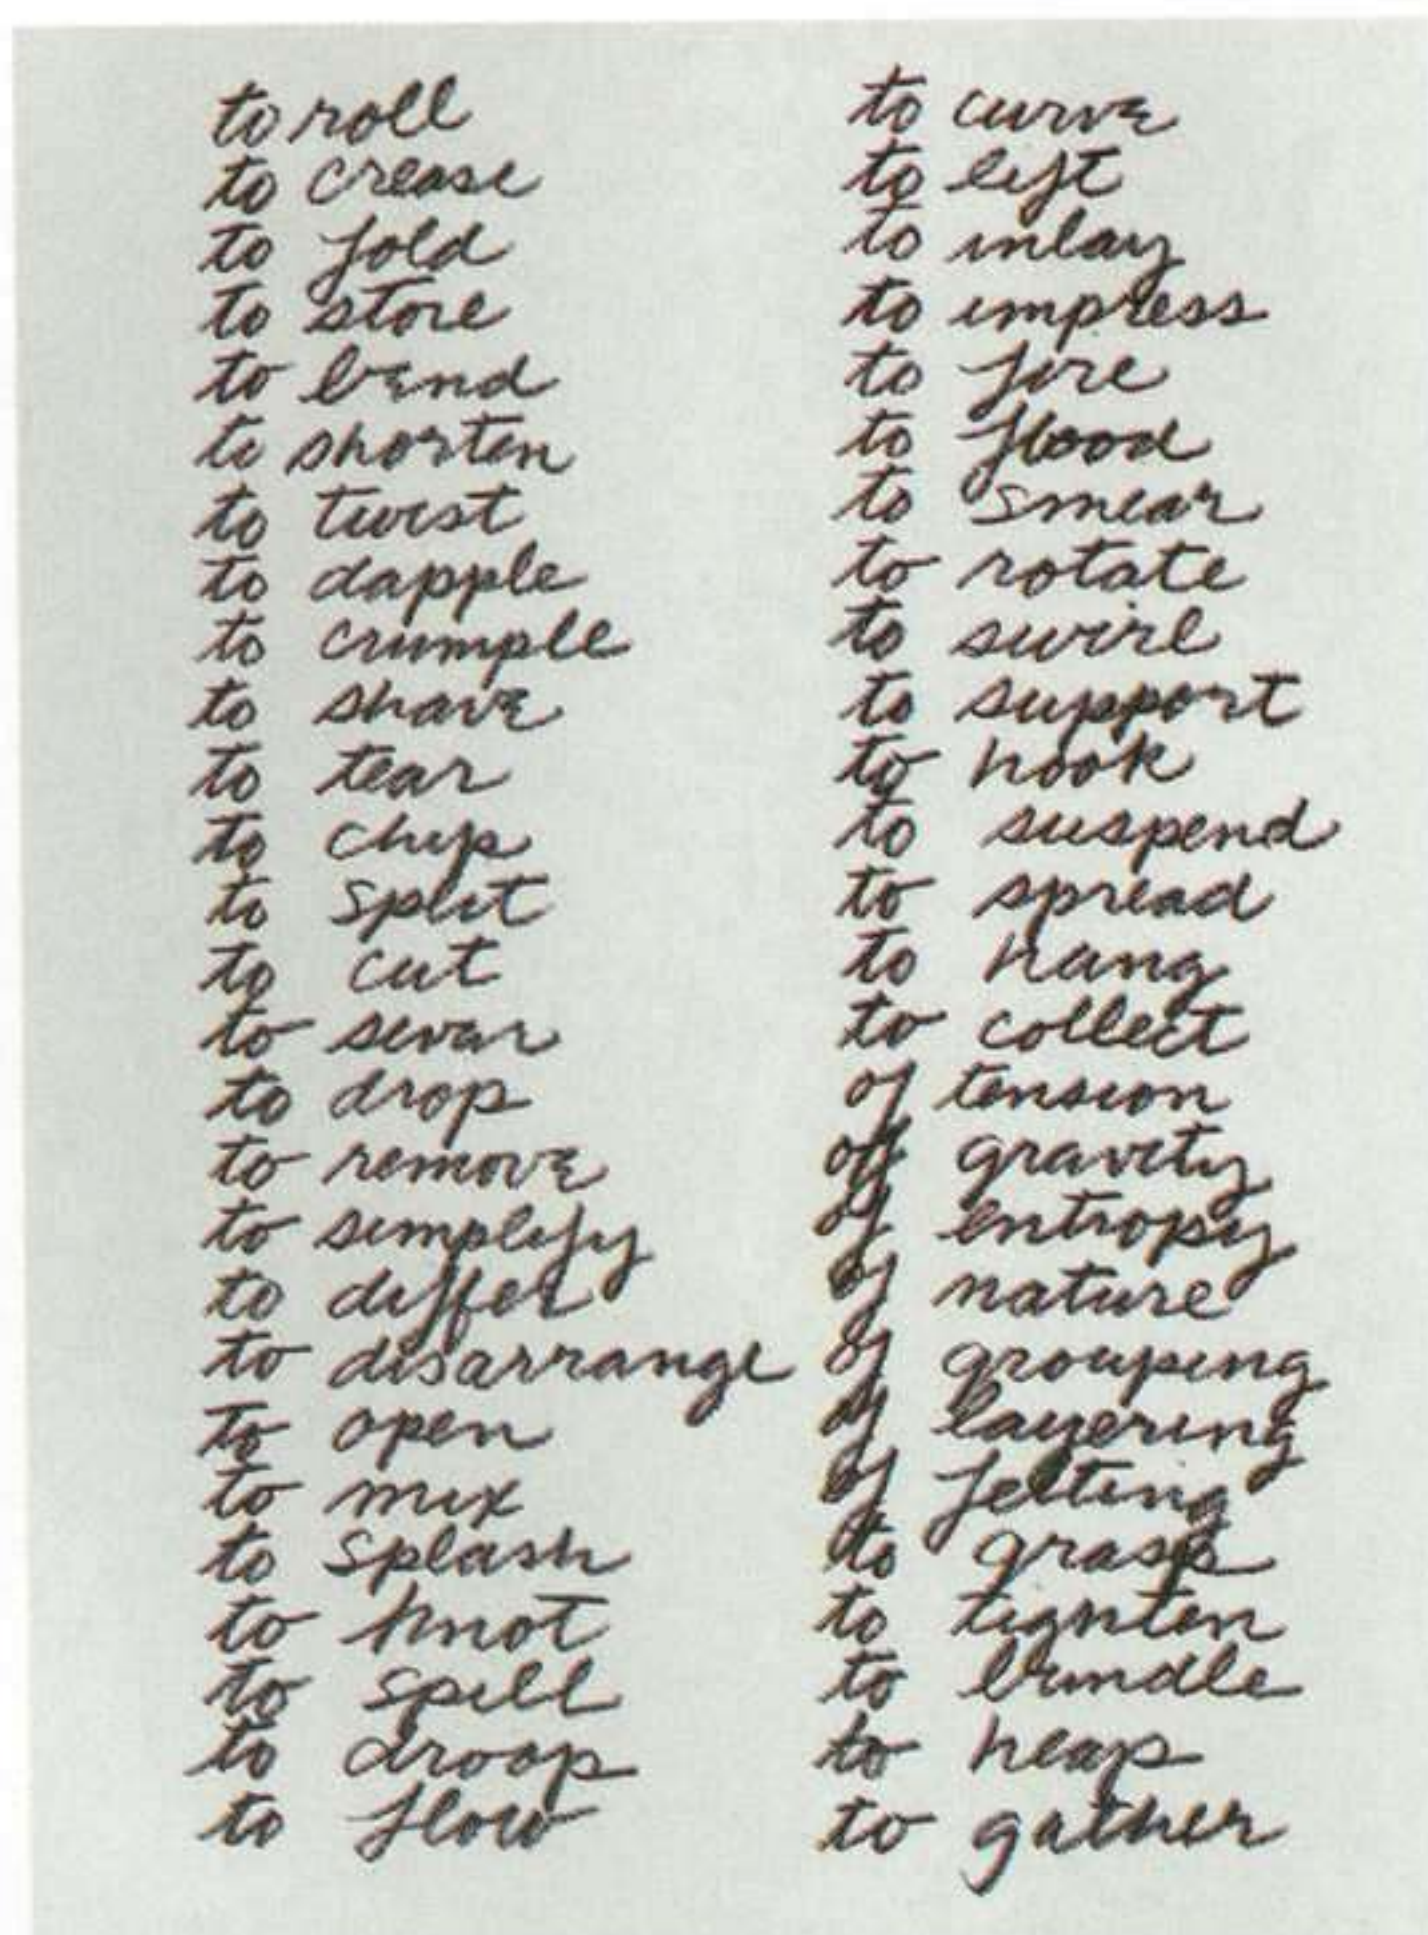 to roll
to crease
to fold
to store
to bend
to shorten
to twist
to dapple
to crumple
to shave
to tear
to chip
to split
to cut
to sever
to drop
to remove
to simplify
to differ
to disarrange
to open
to mix
to splash
to knot
to spill
to droop
to flow
to curve
to lift
to inlay
to impress
to fire
to flood
to smear
to rotate
to swirl
to support
to hook
to suspend
to spread
to hang
to collect
of tension
of gravity
of entropy
of nature
of grouping
of layering
of felting
to grasp
to tighten
to bundle
to heap
to gather